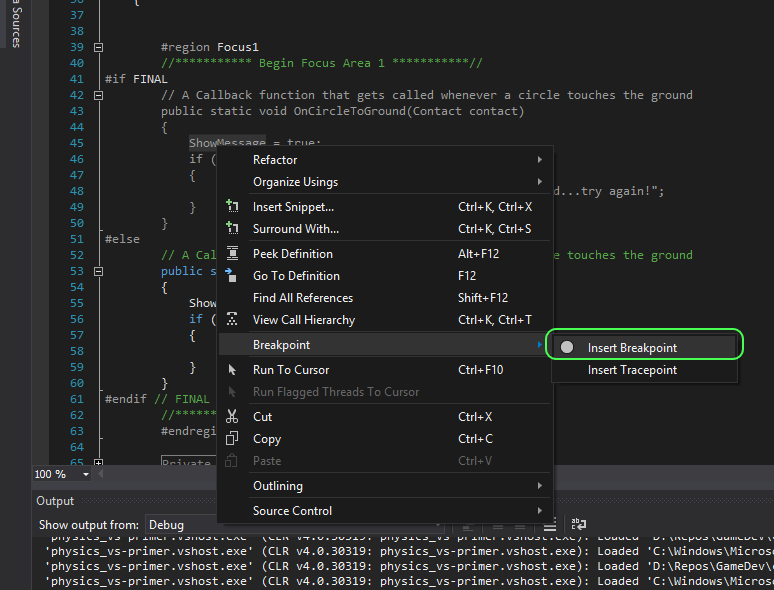 a Sources
37
38
39 #region Focus1
40 //*********** Begin Focus Area 1 ***********//
41 #if FINAL
42 // A Callback function that gets called whenever a circle touches the ground
43 public static void OnCircleToGround(Contact contact)
44 {
45 ShowMessage = true;
46 if (
47 {
48 d...try again!";
49 }
50 }
51 #else
52 // A Cal e touches the ground
53 public s
54 {
55 Show
56 if (
57 {
58
59 }
60 }
61 #endif // FINAL
62 //*******
63 #endregi
64
65 Private
Refactor
Organize Usings
Insert Snippet... Ctrl+K, Ctrl+X
Surround With... Ctrl+K, Ctrl+S
Peek Definition Alt+F12
Go To Definition F12
Find All References Shift+F12
View Call Hierarchy Ctrl+K, Ctrl+T
Breakpoint
Insert Breakpoint
Insert Tracepoint
Run To Cursor Ctrl+F10
Run Flagged Threads To Cursor
Cut Ctrl+X
Copy Ctrl+C
Paste Ctrl+V
Outlining
Source Control
100 %
Output
Show output from: Debug
'physics_vs-primer.vshost.exe' (CLR v4.0.30319: physics_vs-primer.vshost.exe): Loaded 'D:\Repos\GameDev\
'physics_vs-primer.vshost.exe' (CLR v4.0.30319: physics_vs-primer.vshost.exe): Loaded 'C:\Windows\Micros
'physics_vs-primer.vshost.exe' (CLR v4.0.30319: physics_vs-primer.vshost.exe): Loaded 'D:\Repos\GameDev\
'physics_vs-primer.vshost.exe' (CLR v4.0.30319: physics_vs-primer.vshost.exe): Loaded 'C:\Windows\Micros